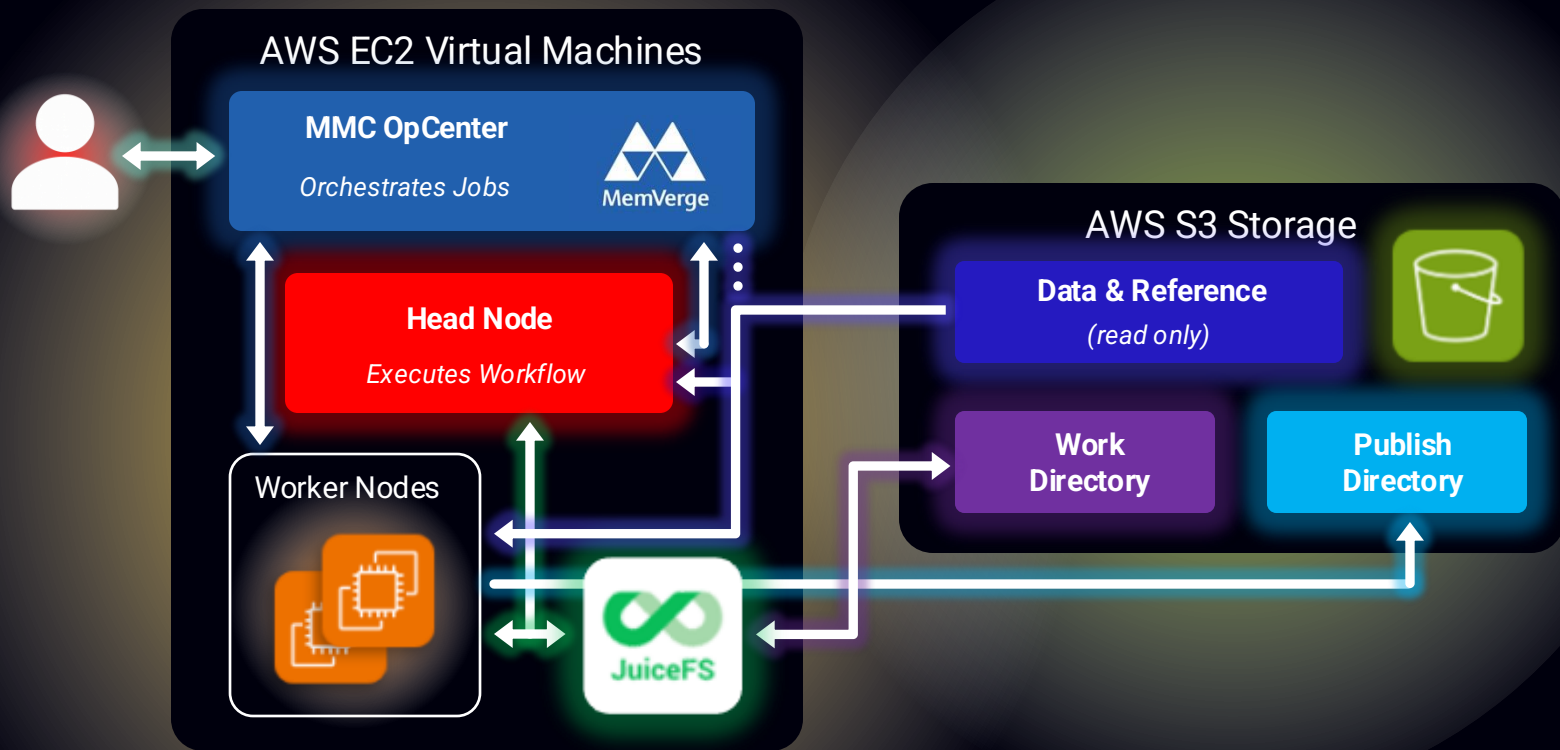 AWS EC2 Virtual Machines
MMC OpCenter
Orchestrates Jobs
MemVerge
Head Node
Executes Workflow
Worker Nodes
JuiceFS
AWS S3 Storage
Data & Reference
(read only)
Work
Directory
Publish
Directory